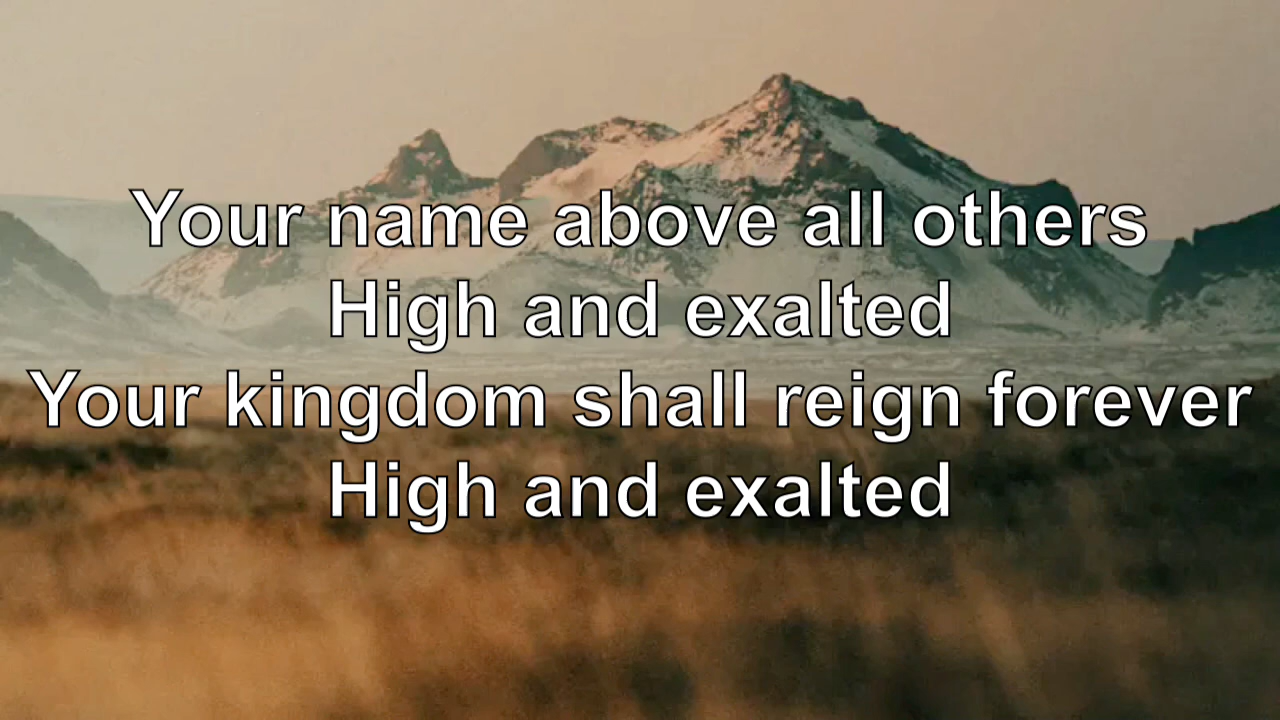 Your name above all others
High and exalted
Your kingdom shall reign forever
High and exalted